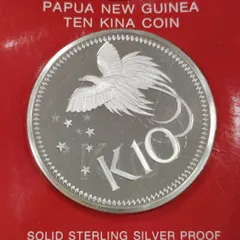 PAPUA NEW GUINEA
TEN KINA COIN
K10
SOLID STERLING SILVER PROOF